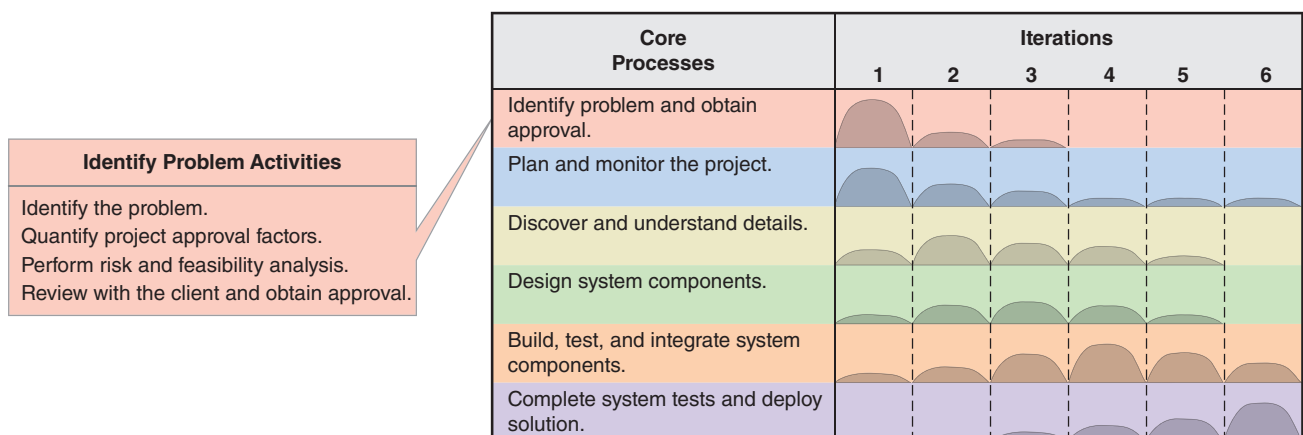 Identify Problem Activities
Identify the problem.
Quantify project approval factors.
Perform risk and feasibility analysis.
Review with the client and obtain approval.
Core
Processes
Iterations
1 2 3 4 5 6
Identify problem and obtain
approval.
Plan and monitor the project.
Discover and understand details.
Design system components.
Build, test, and integrate system
components.
Complete system tests and deploy
solution.